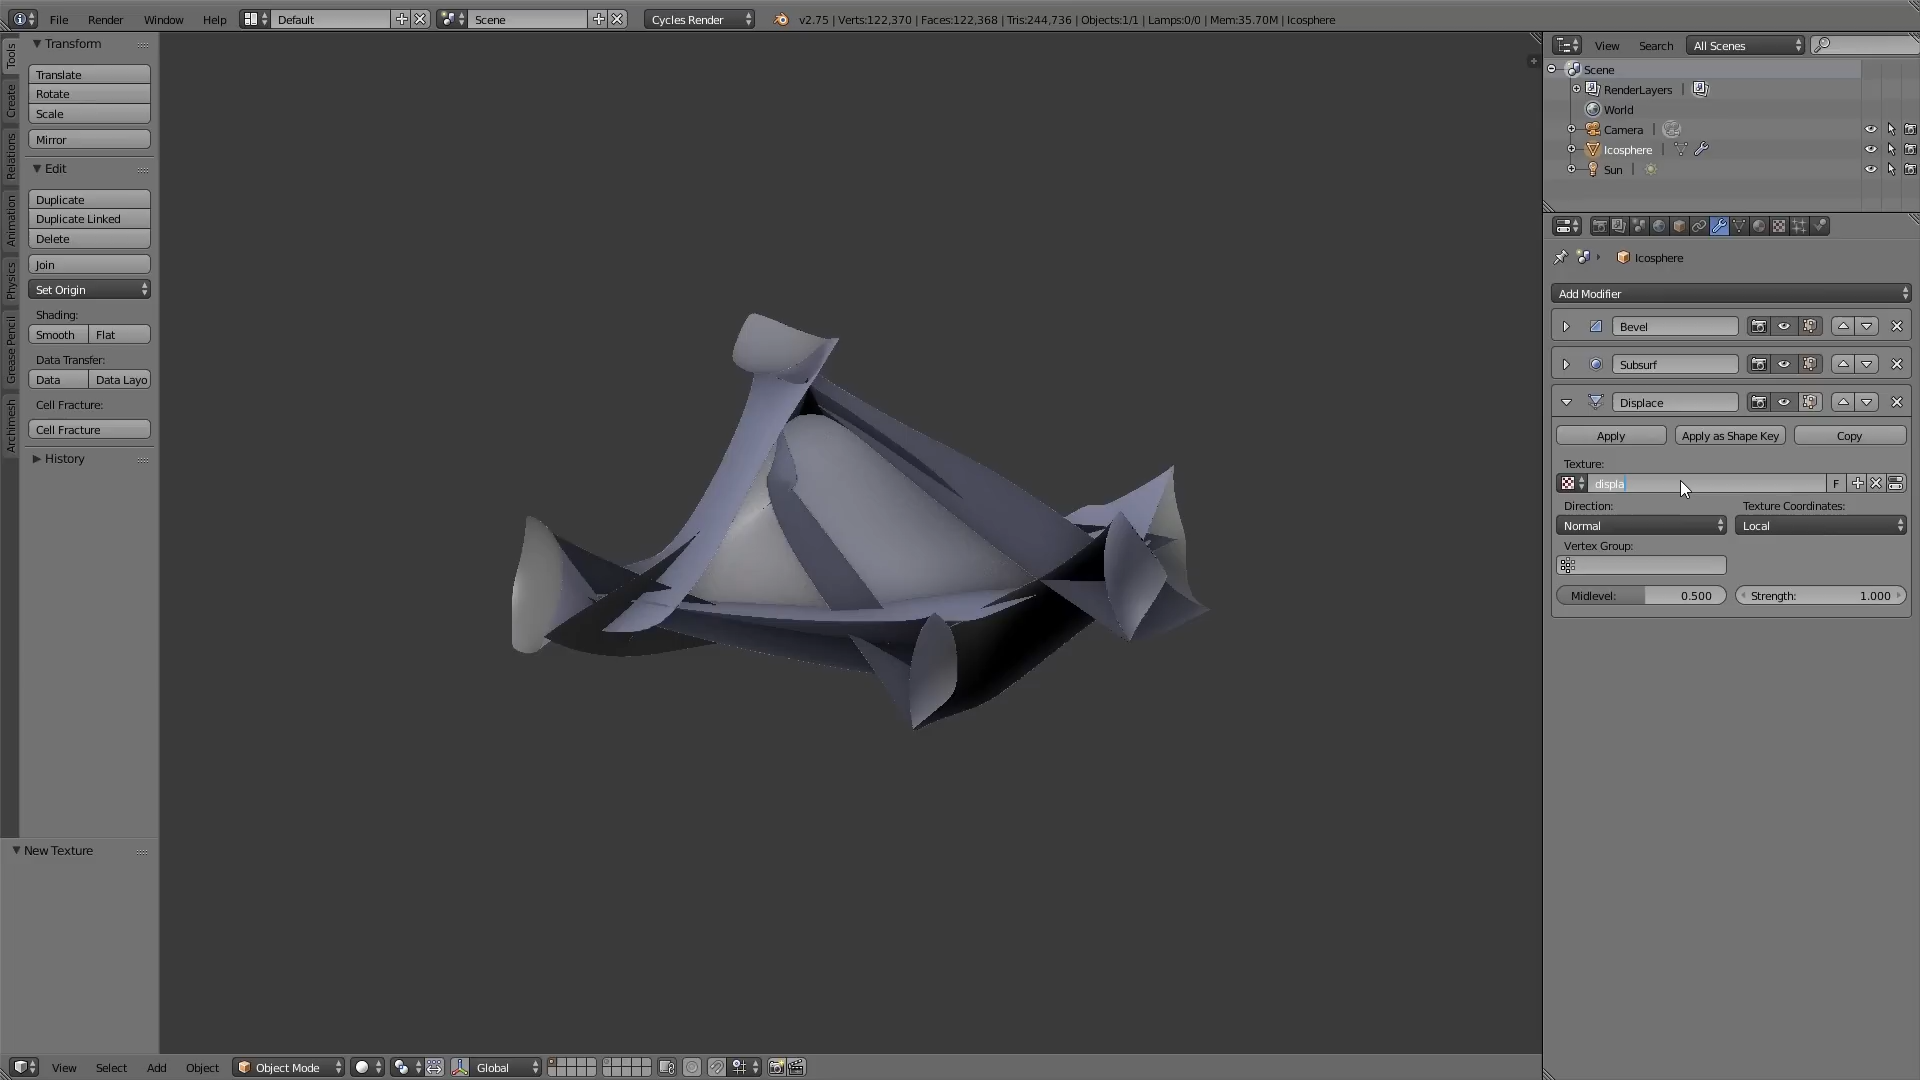 File Render Window Help Default Scene Cycles Render v2.75 | Verts:122,370 | Faces:122,368 | Tris:244,736 | Objects:1/1 | Lamps:0/0 | Mem:35.70M | Icosphere
Tools
Create
Relations
Animation
Physics
Grease Pencil
Archimesh
Transform
Translate
Rotate
Scale
Mirror
Edit
Duplicate
Duplicate Linked
Delete
Join
Set Origin
Shading:
Smooth Flat
Data Transfer:
Data Data Layo
Cell Fracture:
Cell Fracture
History
New Texture
View Search All Scenes
Scene
RenderLayers
World
Camera
Icosphere
Sun
Icosphere
Add Modifier
Bevel
Subsurf
Displace
Apply Apply as Shape Key Copy
Texture:
displa F
Direction: Texture Coordinates:
Normal Local
Vertex Group:
Midlevel: 0.500 Strength: 1.000
View Select Add Object Object Mode Global